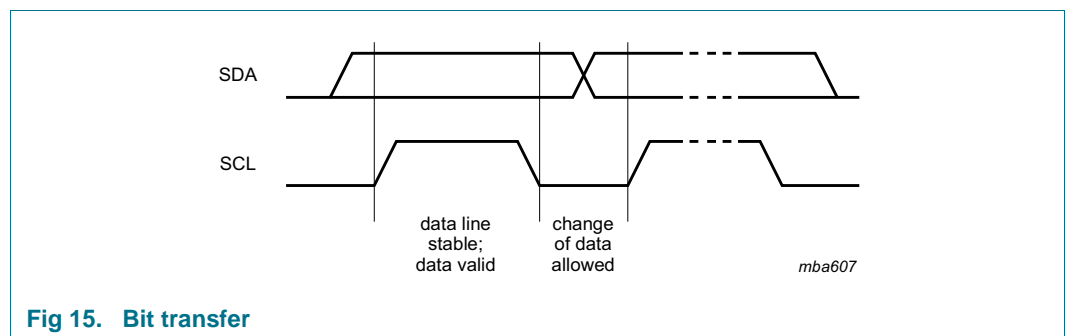 SDA
SCL
data line
stable;
data valid
change
of data
allowed
mba607
Fig 15. Bit transfer